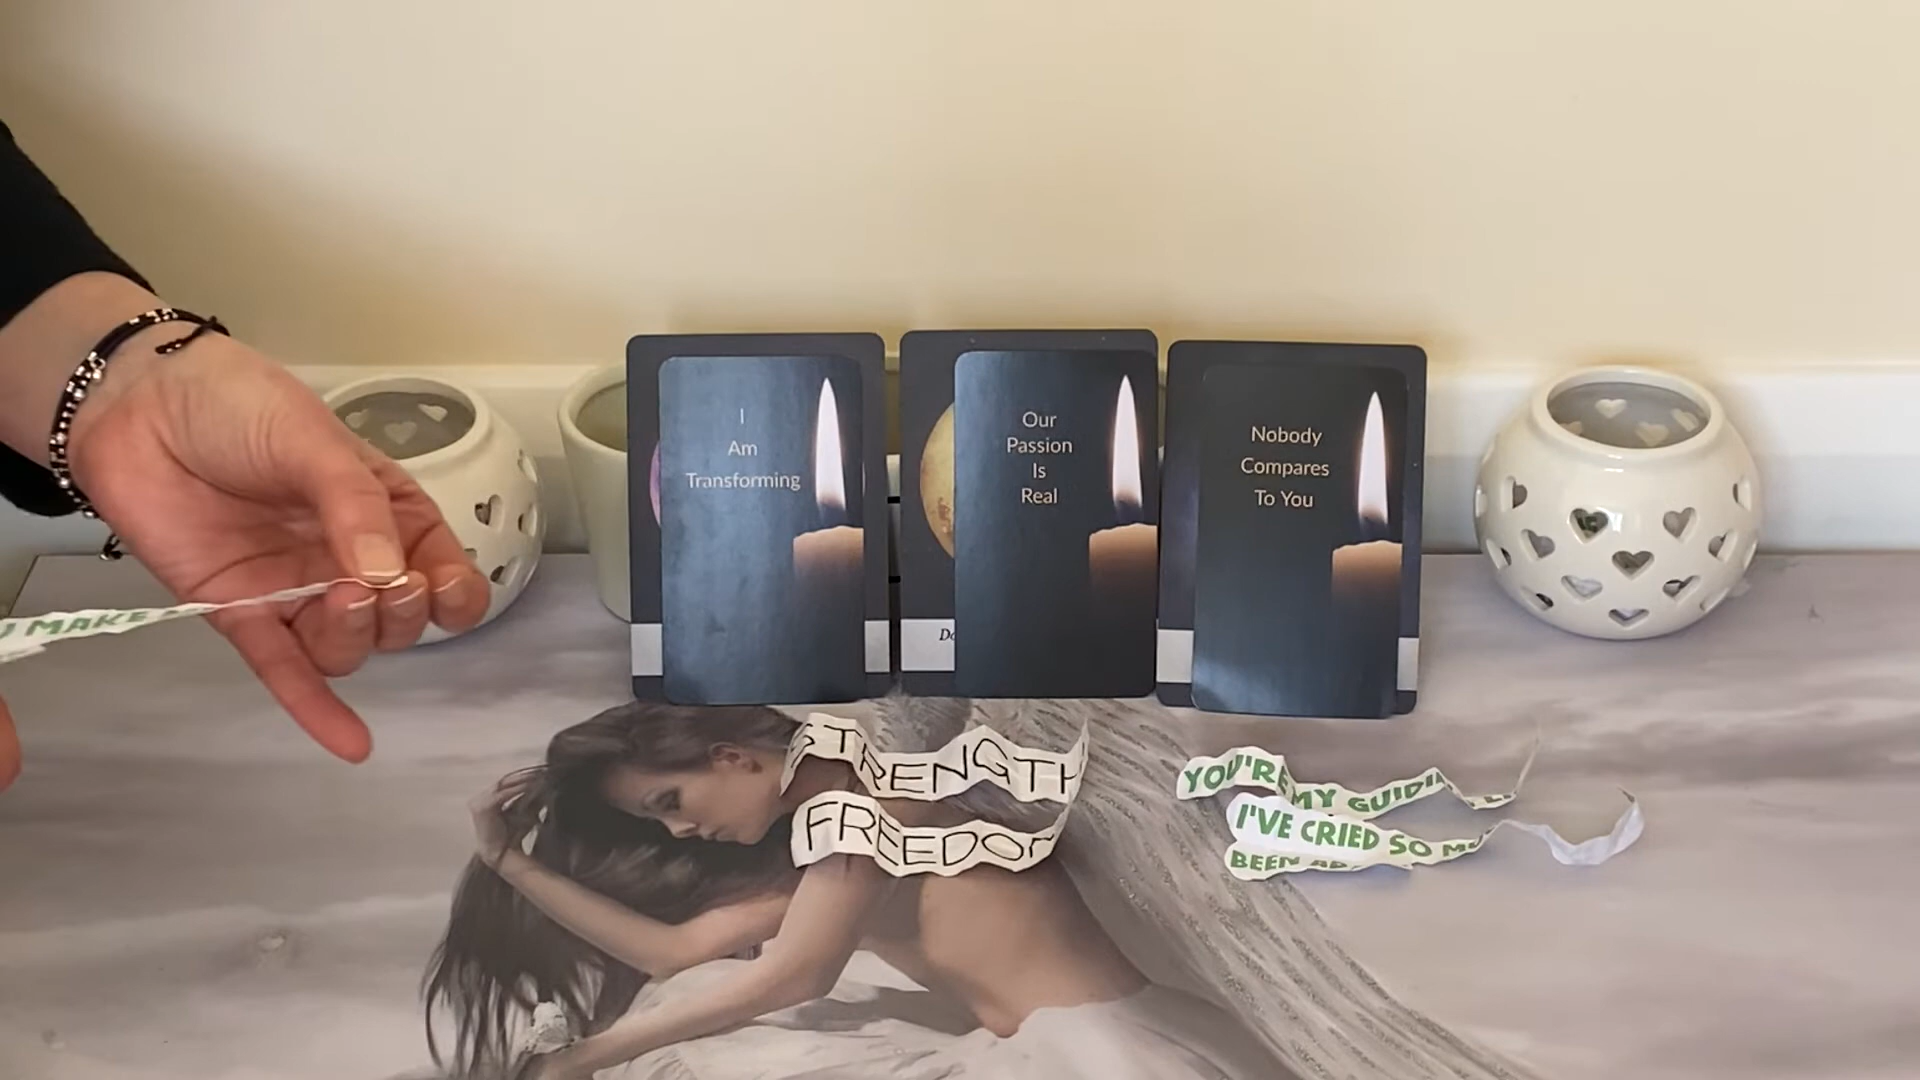 I
Am
Transforming
Our
Passion
Is
Real
Nobody
Compares
To You
MAKE
STRENGTH
FREEDOM
YOU'RE MY GUIDI
I'VE CRIED SO
BEEN